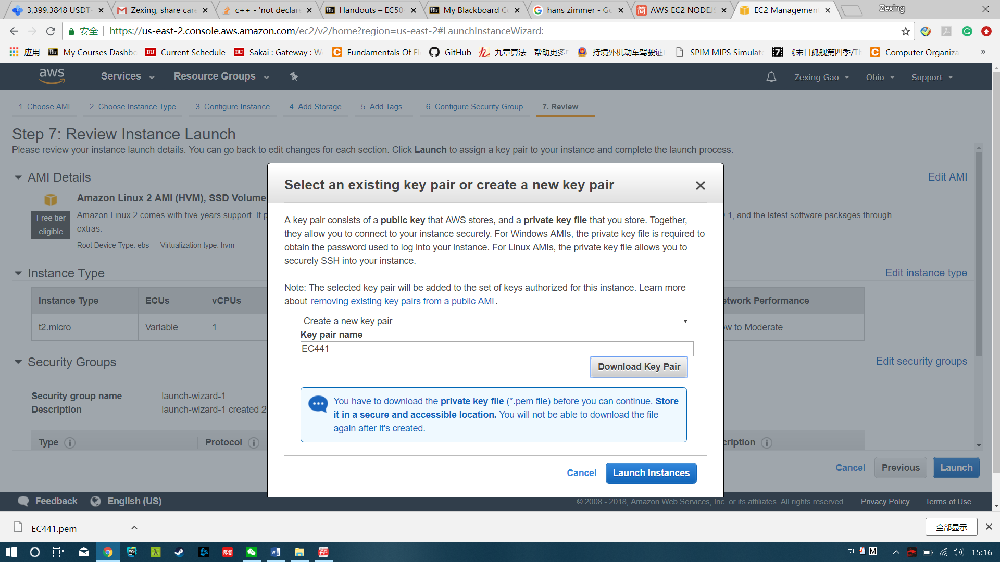 3,399.3848 USDT
Zexing, share care
c++ - 'not declare
Handouts – EC504
My Blackboard C
hans zimmer - Go
AWS EC2 NODEJS
EC2 Management
Zexing
安全
https://us-east-2.console.aws.amazon.com/ec2/v2/home?region=us-east-2#LaunchInstanceWizard:
应用
My Courses Dashbo
Current Schedule
Sakai : Gateway : W
Fundamentals Of El
GitHub
九章算法 - 帮助更多
持境外机动车驾驶证
SPIM MIPS Simulato
《末日孤舰第四季/Th
Computer Organiza
»
aws
Services
Resource Groups
Zexing Gao
Ohio
Support
1. Choose AMI
2. Choose Instance Type
3. Configure Instance
4. Add Storage
5. Add Tags
6. Configure Security Group
7. Review
Step 7: Review Instance Launch
Please review your instance launch details. You can go back to edit changes for each section. Click Launch to assign a key pair to your instance and complete the launch process.
AMI Details
Edit AMI
Amazon Linux 2 AMI (HVM), SSD Volume
Free tier
eligible
Amazon Linux 2 comes with five years support. It p
.1, and the latest software packages through
extras.
Root Device Type: ebs
Virtualization type: hvm
Instance Type
Edit instance type
Instance Type
ECUs
vCPUs
etwork Performance
t2.micro
Variable
1
ow to Moderate
Security Groups
Edit security groups
Security group name
launch-wizard-1
Description
launch-wizard-1 created 2
Type
Protocol
cription
Select an existing key pair or create a new key pair
A key pair consists of a public key that AWS stores, and a private key file that you store. Together,
they allow you to connect to your instance securely. For Windows AMIs, the private key file is required to
obtain the password used to log into your instance. For Linux AMIs, the private key file allows you to
securely SSH into your instance.
Note: The selected key pair will be added to the set of keys authorized for this instance. Learn more
about removing existing key pairs from a public AMI.
Create a new key pair
Key pair name
EC441
Download Key Pair
You have to download the private key file (*.pem file) before you can continue. Store
it in a secure and accessible location. You will not be able to download the file
again after it's created.
Cancel
Launch Instances
Cancel
Previous
Launch
Feedback
English (US)
© 2008 - 2018, Amazon Web Services, Inc. or its affiliates. All rights reserved.
Privacy Policy
Terms of Use
EC441.pem
全部显示
CH
M
15:16